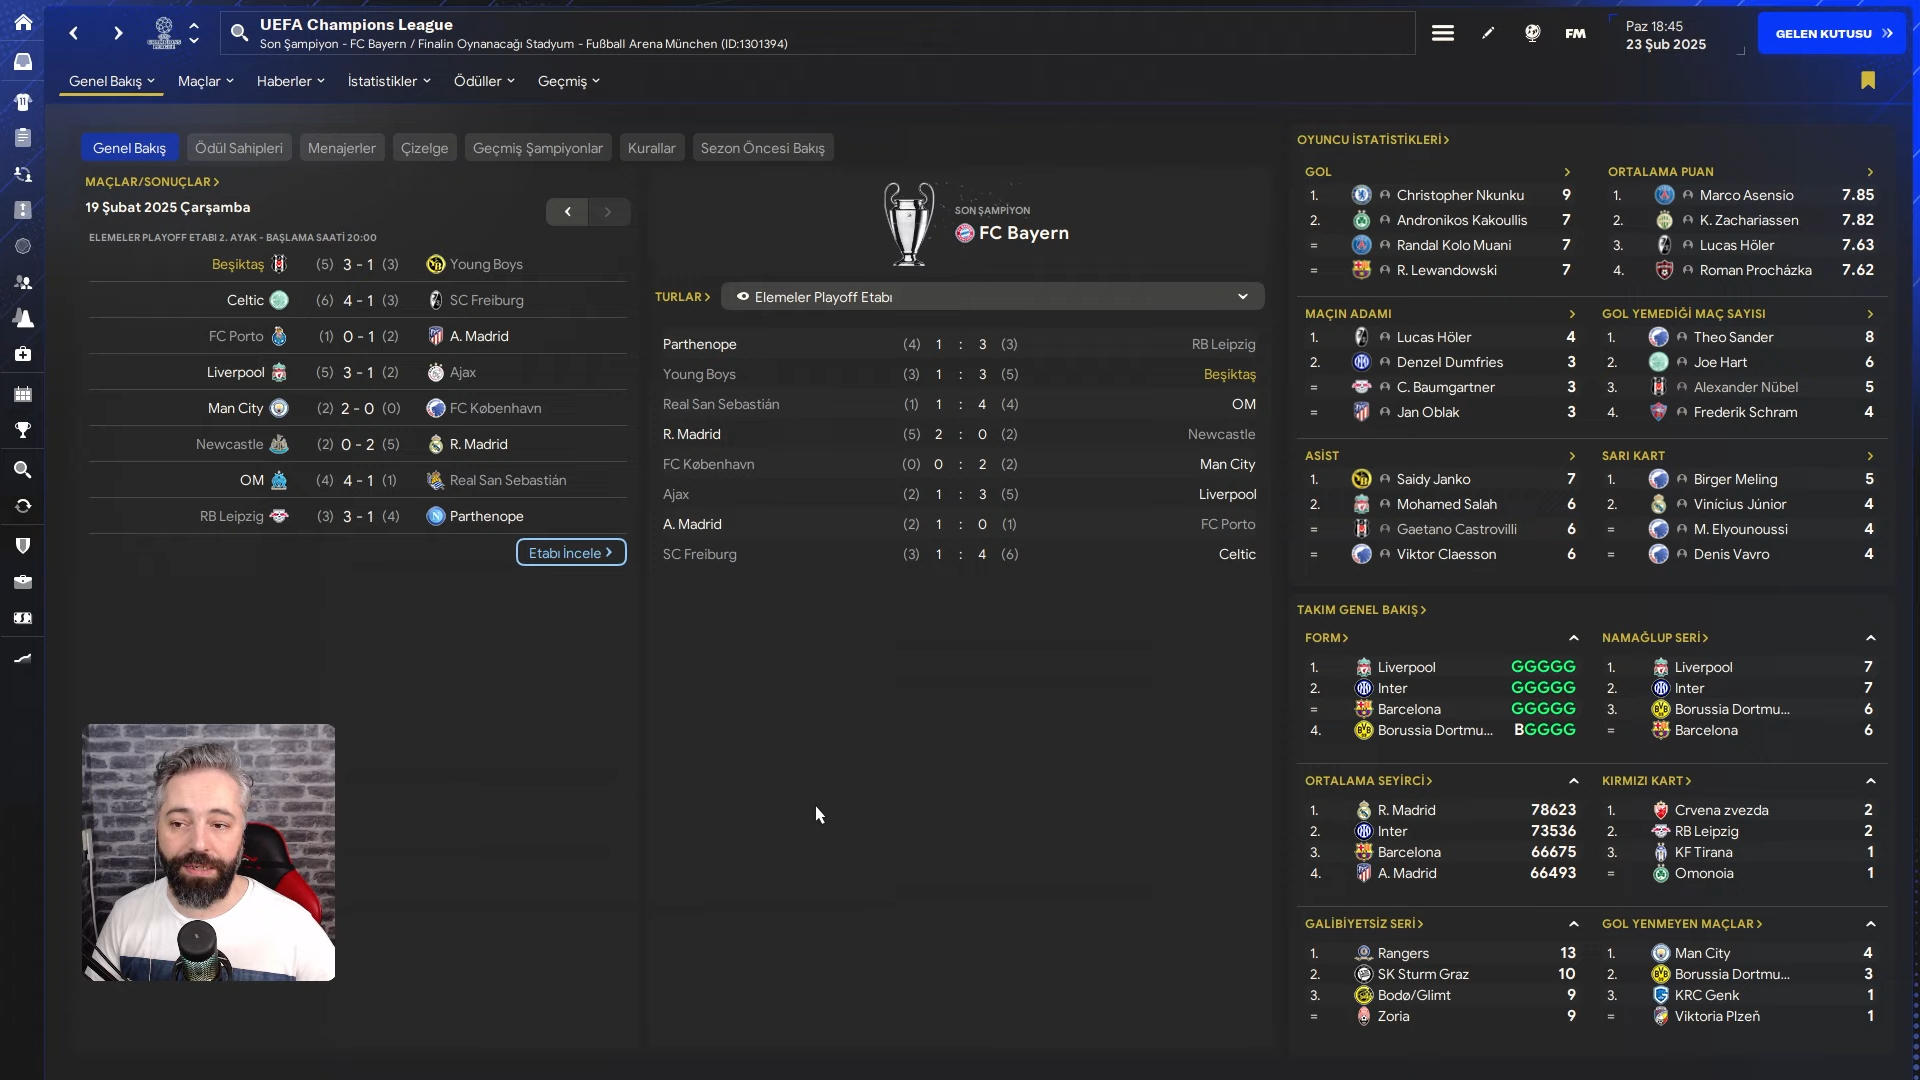 UEFA Champions League
Son Şampiyon - FC Bayern / Finalin Oynanacağı Stadyum - Fußball Arena München (ID:1301394)
FM
Paz 18:45
23 Şub 2025
GELEN KUTUSU
Genel Bakış
Maçlar
Haberler
İstatistikler
Ödüller
Geçmiş
Genel Bakış
Ödül Sahipleri
Menajerler
Çizelge
Geçmiş Şampiyonlar
Kurallar
Sezon Öncesi Bakış
MAÇLAR/SONUÇLAR
19 Şubat 2025 Çarşamba
ELEMELER PLAYOFF ETABI 2. AYAK - BAŞLAMA SAATİ 20:00
Beşiktaş (5) 3 - 1 (3) Young Boys
Celtic (6) 4 - 1 (3) SC Freiburg
FC Porto (1) 0 - 1 (2) A. Madrid
Liverpool (5) 3 - 1 (2) Ajax
Man City (2) 2 - 0 (0) FC København
Newcastle (2) 0 - 2 (5) R. Madrid
OM (4) 4 - 1 (1) Real San Sebastián
RB Leipzig (3) 3 - 1 (4) Parthenope
Etabı İncele
SON ŞAMPİYON
FC Bayern
TURLAR
Elemeler Playoff Etabı
Parthenope (4) 1 : 3 (3) RB Leipzig
Young Boys (3) 1 : 3 (5) Beşiktaş
Real San Sebastián (1) 1 : 4 (4) OM
R. Madrid (5) 2 : 0 (2) Newcastle
FC København (0) 0 : 2 (2) Man City
Ajax (2) 1 : 3 (5) Liverpool
A. Madrid (2) 1 : 0 (1) FC Porto
SC Freiburg (3) 1 : 4 (6) Celtic
OYUNCU İSTATİSTİKLERİ
GOL
1. Christopher Nkunku 9
2. Andronikos Kakoullis 7
= Randal Kolo Muani 7
= R. Lewandowski 7
ORTALAMA PUAN
1. Marco Asensio 7.85
2. K. Zachariassen 7.82
3. Lucas Höler 7.63
4. Roman Procházka 7.62
MAÇIN ADAMI
1. Lucas Höler 4
2. Denzel Dumfries 3
= C. Baumgartner 3
= Jan Oblak 3
GOL YEMEDİĞİ MAÇ SAYISI
1. Theo Sander 8
2. Joe Hart 6
3. Alexander Nübel 5
4. Frederik Schram 4
ASİST
1. Saidy Janko 7
2. Mohamed Salah 6
= Gaetano Castrovilli 6
= Viktor Claesson 6
SARI KART
1. Birger Meling 5
2. Vinícius Júnior 4
= M. Elyounoussi 4
= Denis Vavro 4
TAKIM GENEL BAKIŞ
FORM
1. Liverpool GGGGG
2. Inter GGGGG
= Barcelona GGGGG
4. Borussia Dortmu... BGGGG
NAMAĞLUP SERİ
1. Liverpool 7
2. Inter 7
3. Borussia Dortmu... 6
= Barcelona 6
ORTALAMA SEYİRCİ
1. R. Madrid 78623
2. Inter 73536
3. Barcelona 66675
4. A. Madrid 66493
KIRMIZI KART
1. Crvena zvezda 2
2. RB Leipzig 2
3. KF Tirana 1
= Omonoia 1
GALİBİYETSİZ SERİ
1. Rangers 13
2. SK Sturm Graz 10
3. Bodø/Glimt 9
= Zoria 9
GOL YENMEYEN MAÇLAR
1. Man City 4
2. Borussia Dortmu... 3
3. KRC Genk 1
= Viktoria Plzeň 1